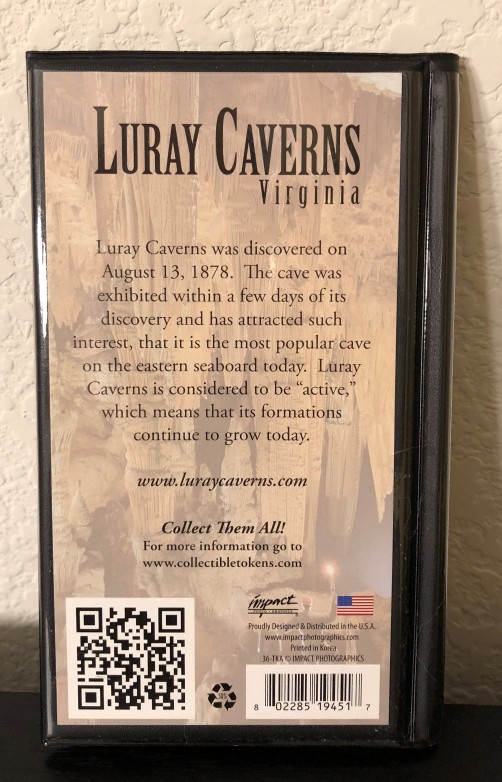 LURAY CAVERNS
Virginia
Luray Caverns was discovered on
August 13, 1878. The cave was
exhibited within a few days of its
discovery and has attracted such
interest, that it is the most popular cave
on the eastern seaboard today. Luray
Caverns is considered to be “active,”
which means that its formations
continue to grow today.
www.luraycaverns.com
Collect Them All!
For more information go to
www.collectibletokens.com
impact
Proudly Designed & Distributed in the U.S.A.
www.impactphotographics.com
Printed in Korea
36-TKA © IMPACT PHOTOGRAPHICS
8 02285 19451 7